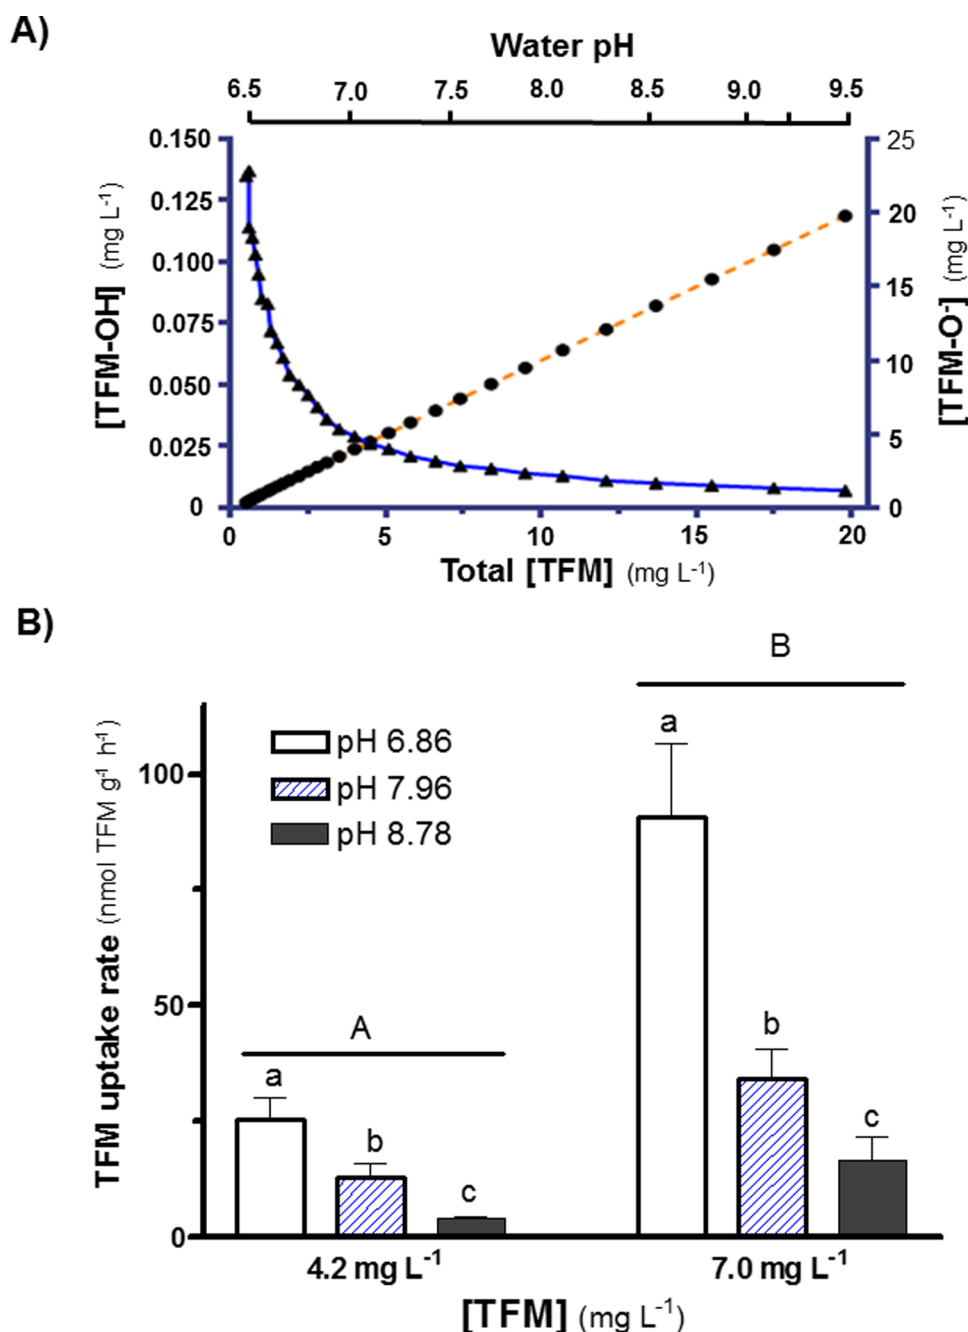 A)
Water pH
6.5 7.0 7.5 8.0 8.5 9.0 9.5
[TFM-OH] (mg L⁻¹)
0.150
0.125
0.100
0.075
0.050
0.025
0
25
20
15
10
5
0
[TFM-O⁻] (mg L⁻¹)
0 5 10 15 20
Total [TFM] (mg L⁻¹)
B)
TFM uptake rate (nmol TFM g⁻¹ h⁻¹)
100
50
0
pH 6.86
pH 7.96
pH 8.78
A
a
b
c
B
a
b
c
4.2 mg L⁻¹ 7.0 mg L⁻¹
[TFM] (mg L⁻¹)